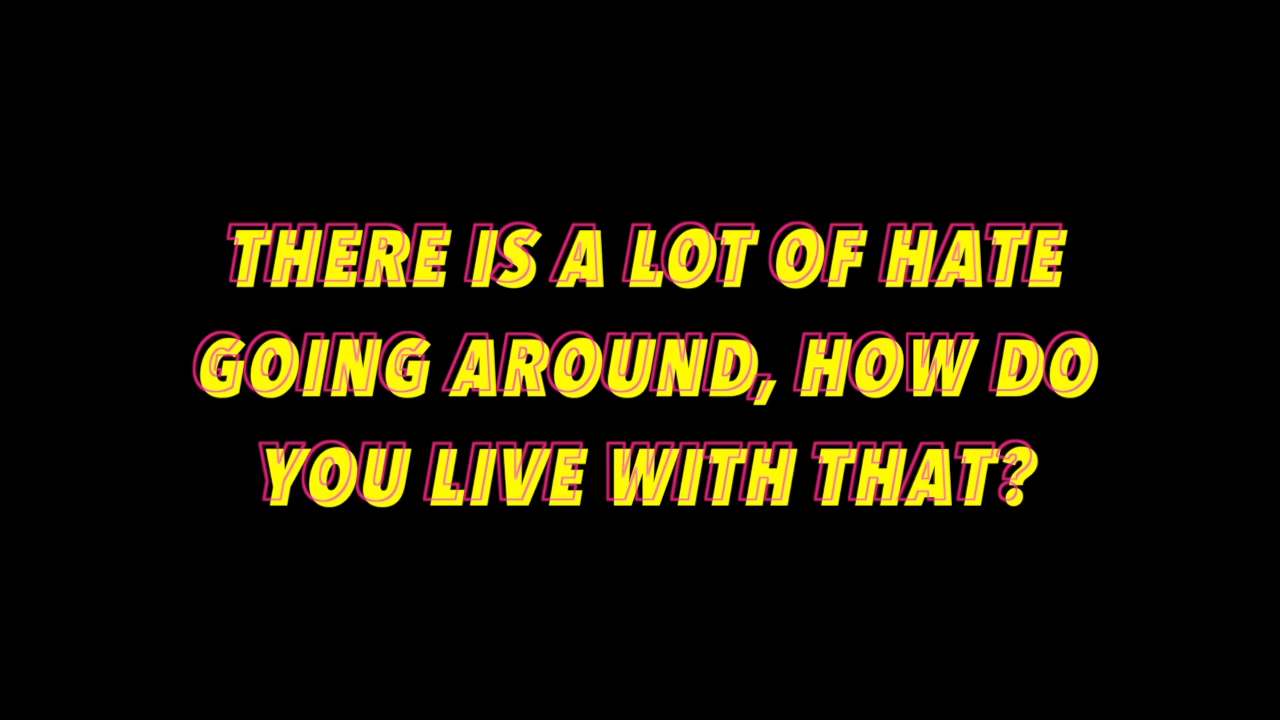 THERE IS A LOT OF HATE
GOING AROUND, HOW DO
YOU LIVE WITH THAT?